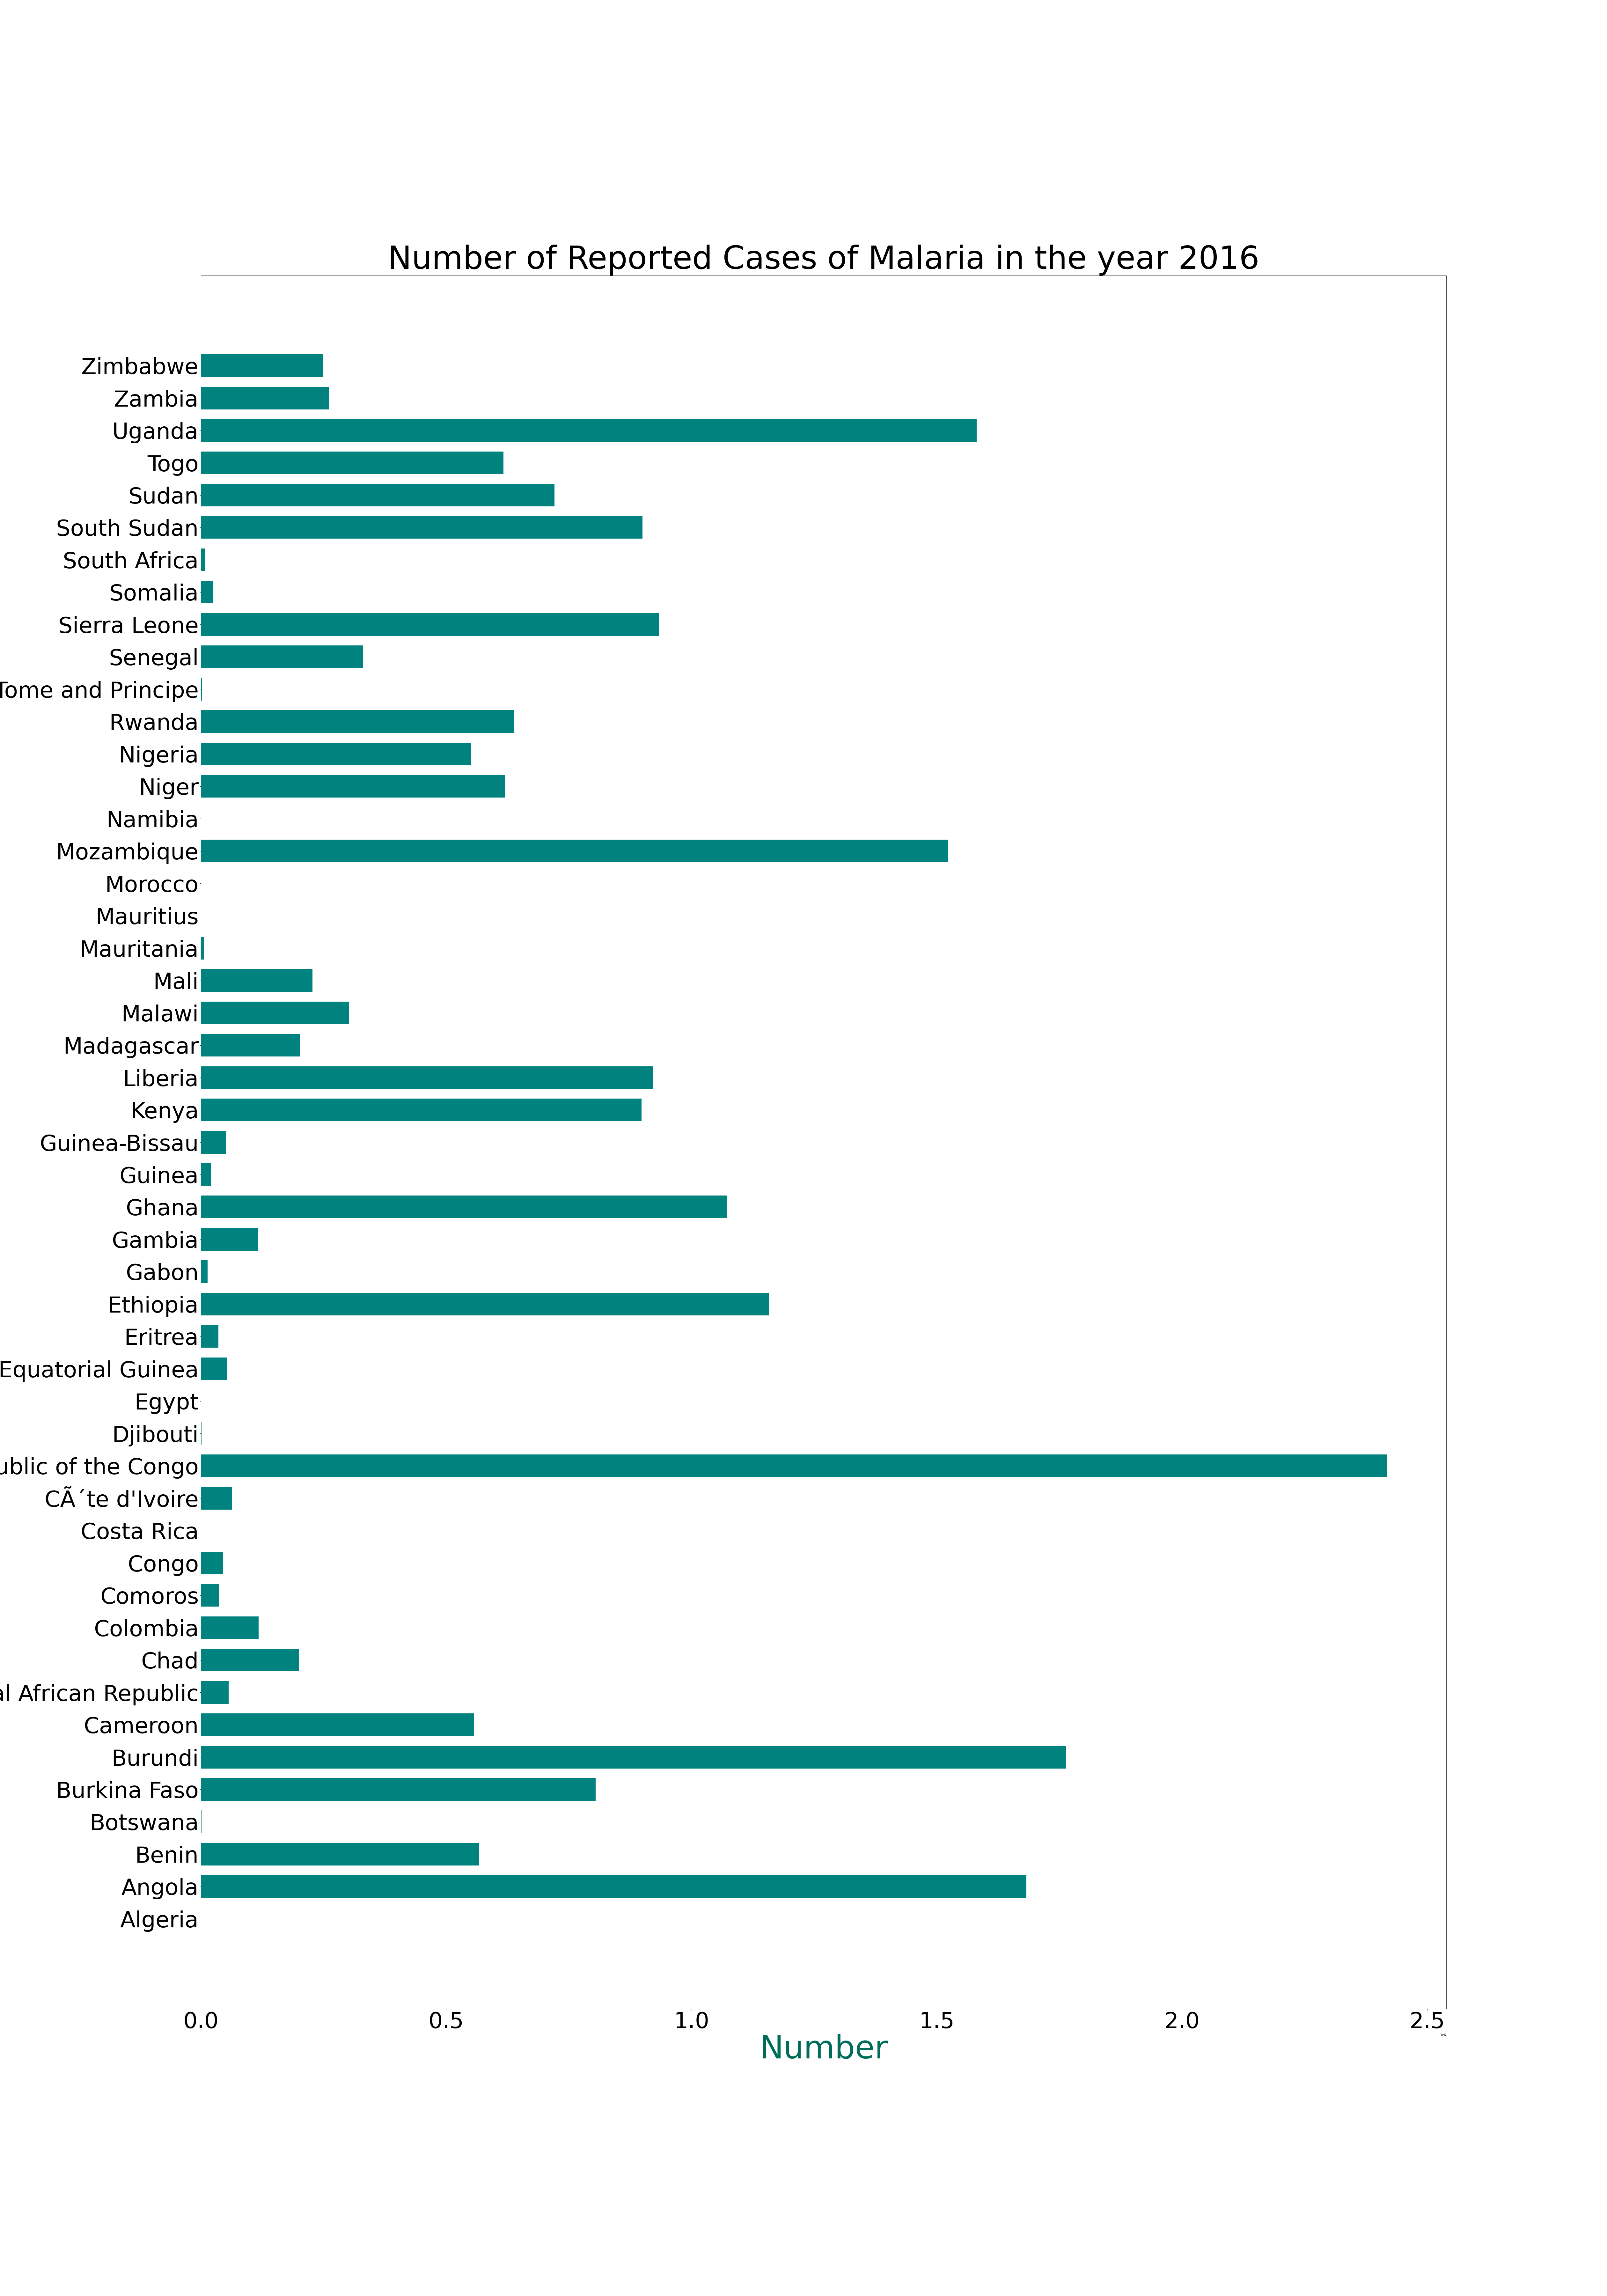 Number of Reported Cases of Malaria in the year 2016
Zimbabwe
Zambia
Uganda
Togo
Sudan
South Sudan
South Africa
Somalia
Sierra Leone
Senegal
Tome and Principe
Rwanda
Nigeria
Niger
Namibia
Mozambique
Morocco
Mauritius
Mauritania
Mali
Malawi
Madagascar
Liberia
Kenya
Guinea-Bissau
Guinea
Ghana
Gambia
Gabon
Ethiopia
Eritrea
Equatorial Guinea
Egypt
Djibouti
ublic of the Congo
CÃ´te d'Ivoire
Costa Rica
Congo
Comoros
Colombia
Chad
al African Republic
Cameroon
Burundi
Burkina Faso
Botswana
Benin
Angola
Algeria
0.0 0.5 1.0 1.5 2.0 2.5
Number